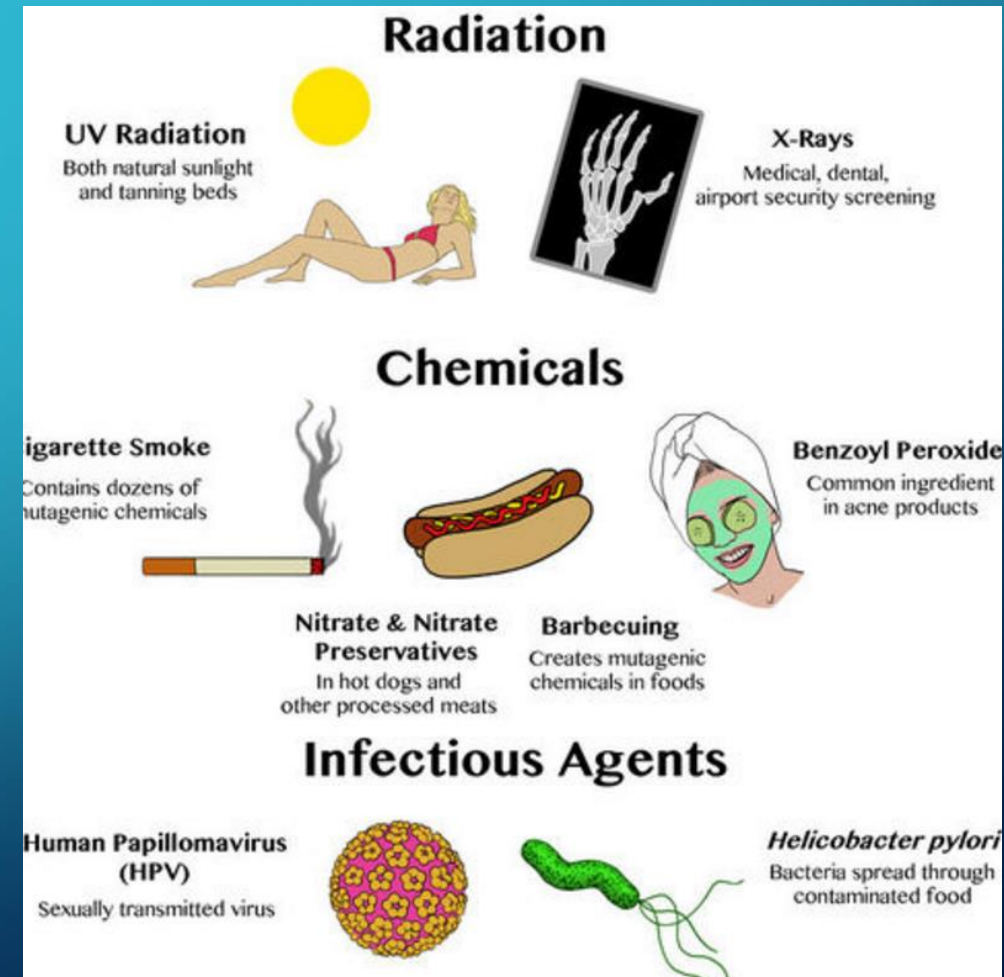 Radiation
UV Radiation
Both natural sunlight
and tanning beds
X-Rays
Medical, dental,
airport security screening
Chemicals
igarette Smoke
Contains dozens of
utagenic chemicals
Benzoyl Peroxide
Common ingredient
in acne products
Nitrate & Nitrate
Preservatives
In hot dogs and
other processed meats
Barbecuing
Creates mutagenic
chemicals in foods
Infectious Agents
Human Papillomavirus
(HPV)
Sexually transmitted virus
Helicobacter pylori
Bacteria spread through
contaminated food